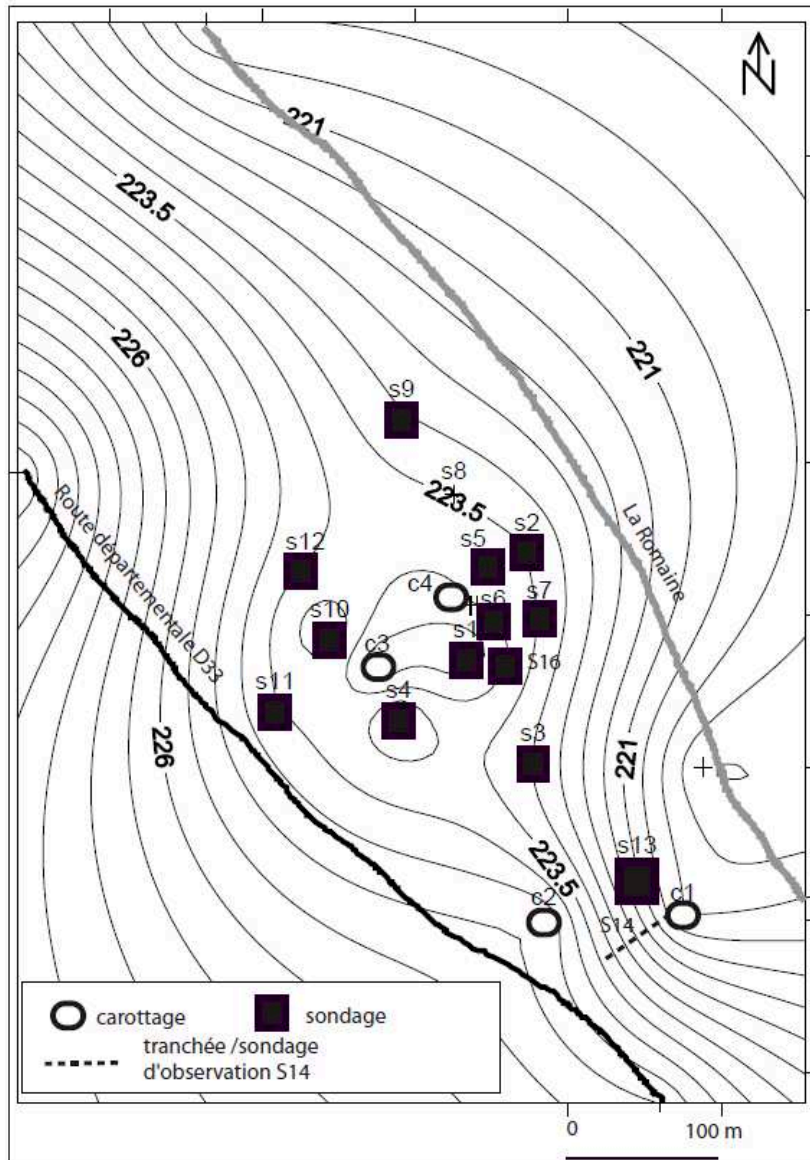 N
221
223.5
226
221
s9
s8
223.5
Route départementale D33
La Romaine
s12
s5
s2
c4
s10
s6
s7
c3
s1
S16
s11
s4
226
s3
221
223.5
s13
c2
c1
S14
carottage
sondage
tranchée /sondage
d'observation S14
0
100 m